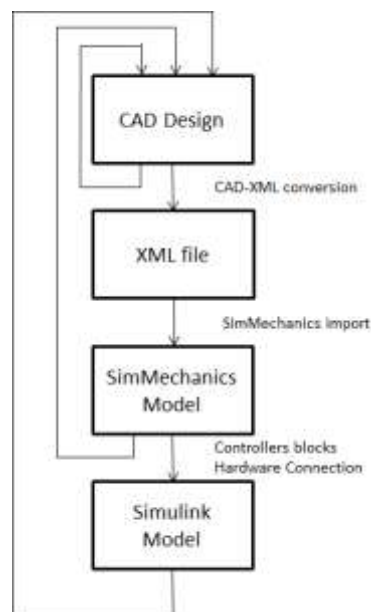 CAD Design
CAD-XML conversion
XML file
SimMechanics import
SimMechanics
Model
Controllers blocks
Hardware Connection
Simulink
Model